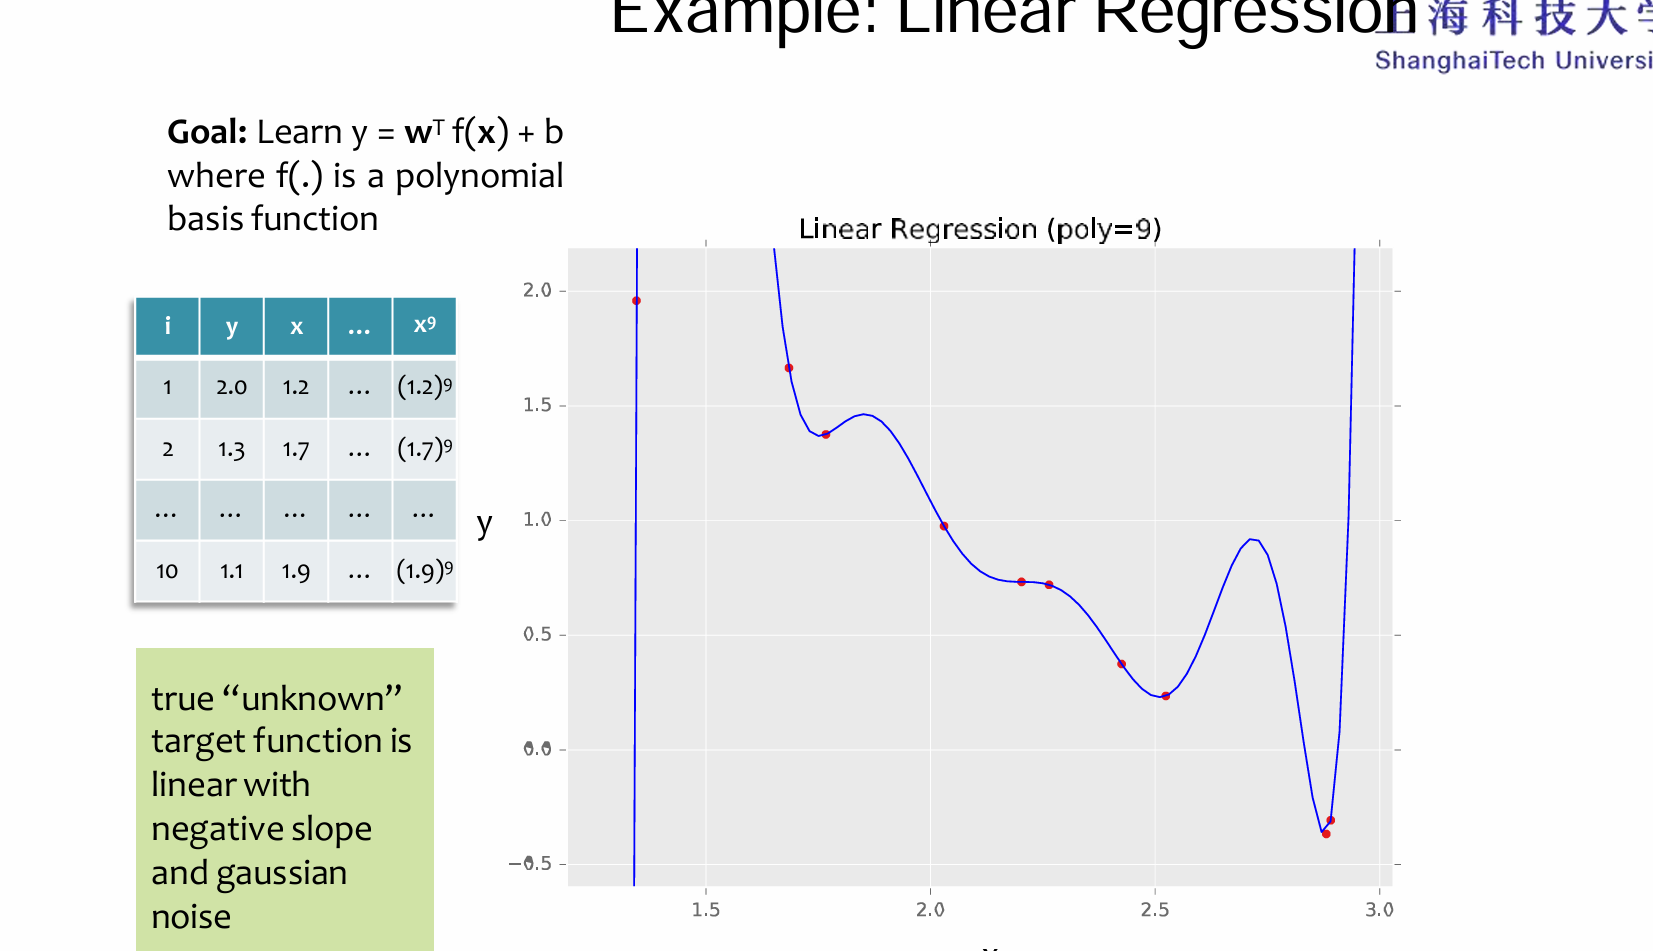 Example: Linear Regression
上海科技大学
ShanghaiTech Universi
Goal: Learn y = wᵀ f(x) + b
where f(.) is a polynomial
basis function
Linear Regression (poly=9)
i y x ... x⁹
1 2.0 1.2 ... (1.2)⁹
2 1.3 1.7 ... (1.7)⁹
... ... ... ... ...
10 1.1 1.9 ... (1.9)⁹
y
2.0
1.5
1.0
0.5
0.0
−0.5
1.5 2.0 2.5 3.0
true “unknown”
target function is
linear with
negative slope
and gaussian
noise